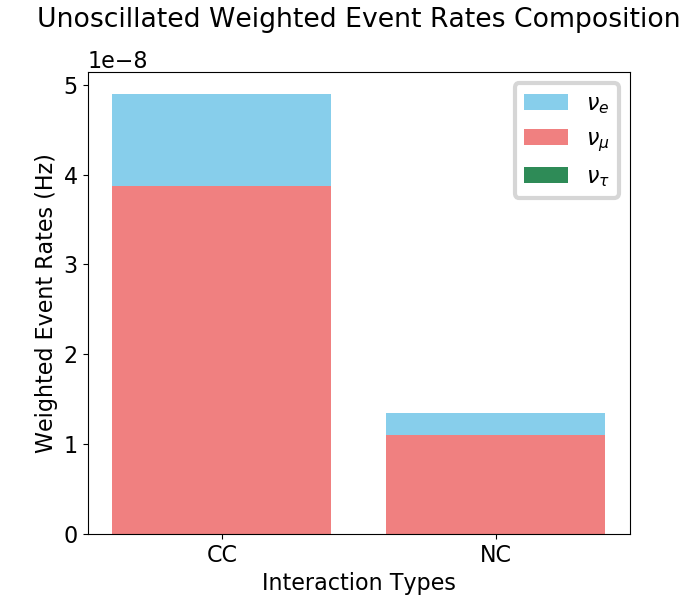 Unoscillated Weighted Event Rates Composition
1e−8
5
4
3
2
1
0
Weighted Event Rates (Hz)
νe
νμ
ντ
CC
NC
Interaction Types